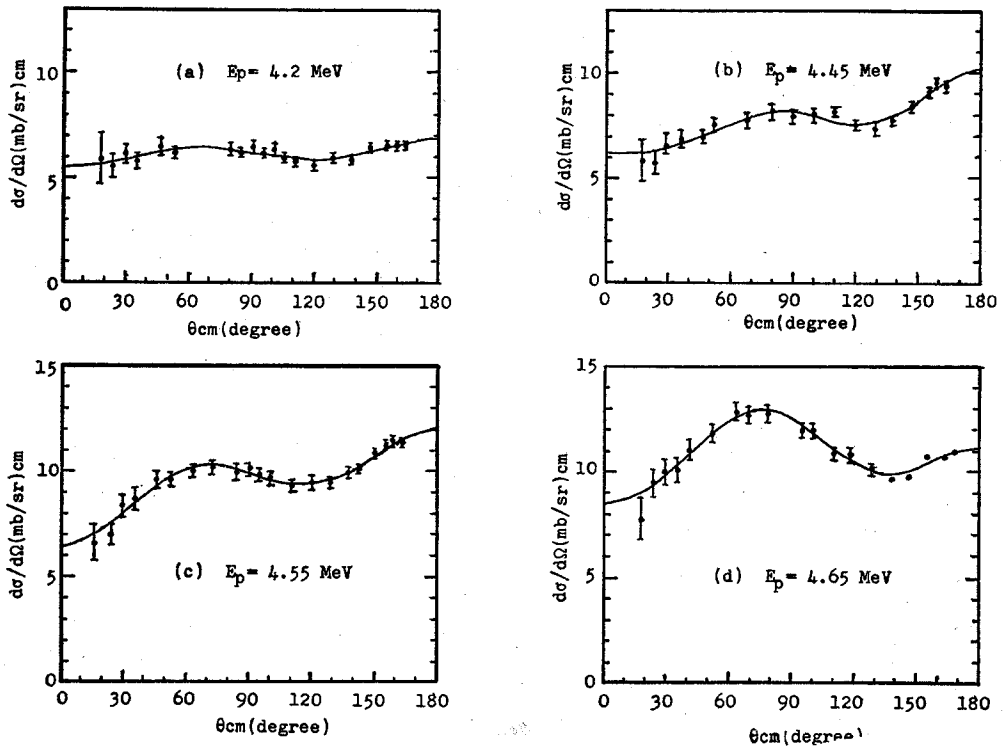 dσ/dΩ(mb/sr)cm
10
5
0
(a) Ep= 4.2 MeV
0 30 60 90 120 150 180
θcm(degree)
dσ/dΩ(mb/sr)cm
10
5
0
(b) Ep= 4.45 MeV
0 30 60 90 120 150 180
θcm(degree)
dσ/dΩ(mb/sr)cm
15
10
5
0
(c) Ep= 4.55 MeV
0 30 60 90 120 150 180
θcm(degree)
dσ/dΩ(mb/sr)cm
15
10
5
0
(d) Ep= 4.65 MeV
0 30 60 90 120 150 180
θcm(degree)